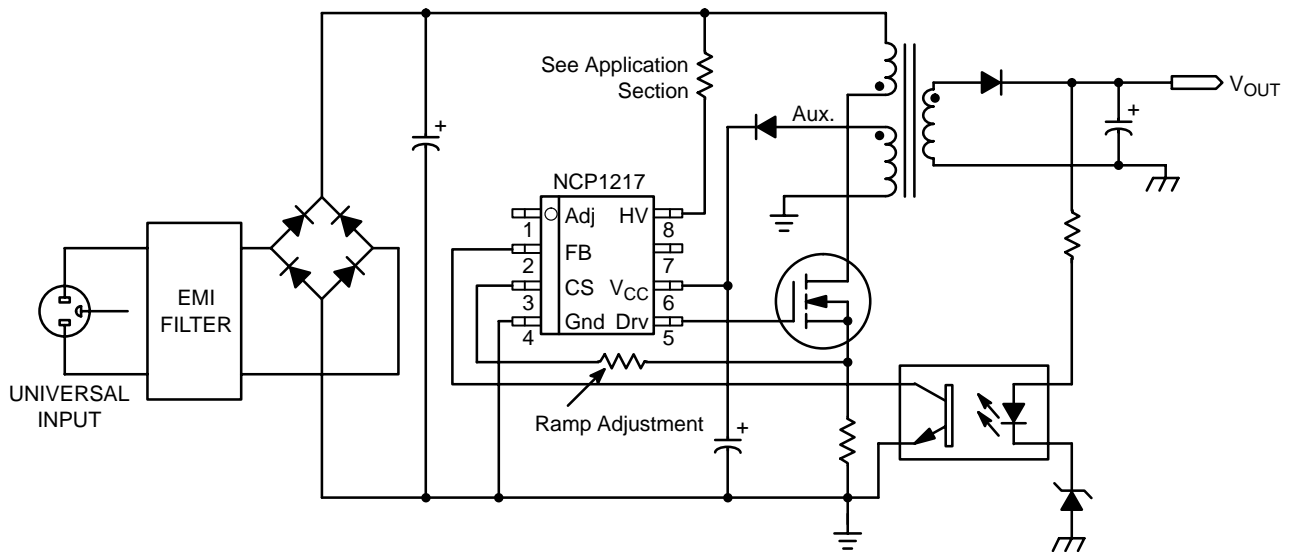 See Application
Section
Aux.
V_OUT
+
+
NCP1217
Adj HV
1 8
FB
2 7
CS V_CC
3 6
Gnd Drv
4 5
EMI
FILTER
UNIVERSAL
INPUT
Ramp Adjustment
+